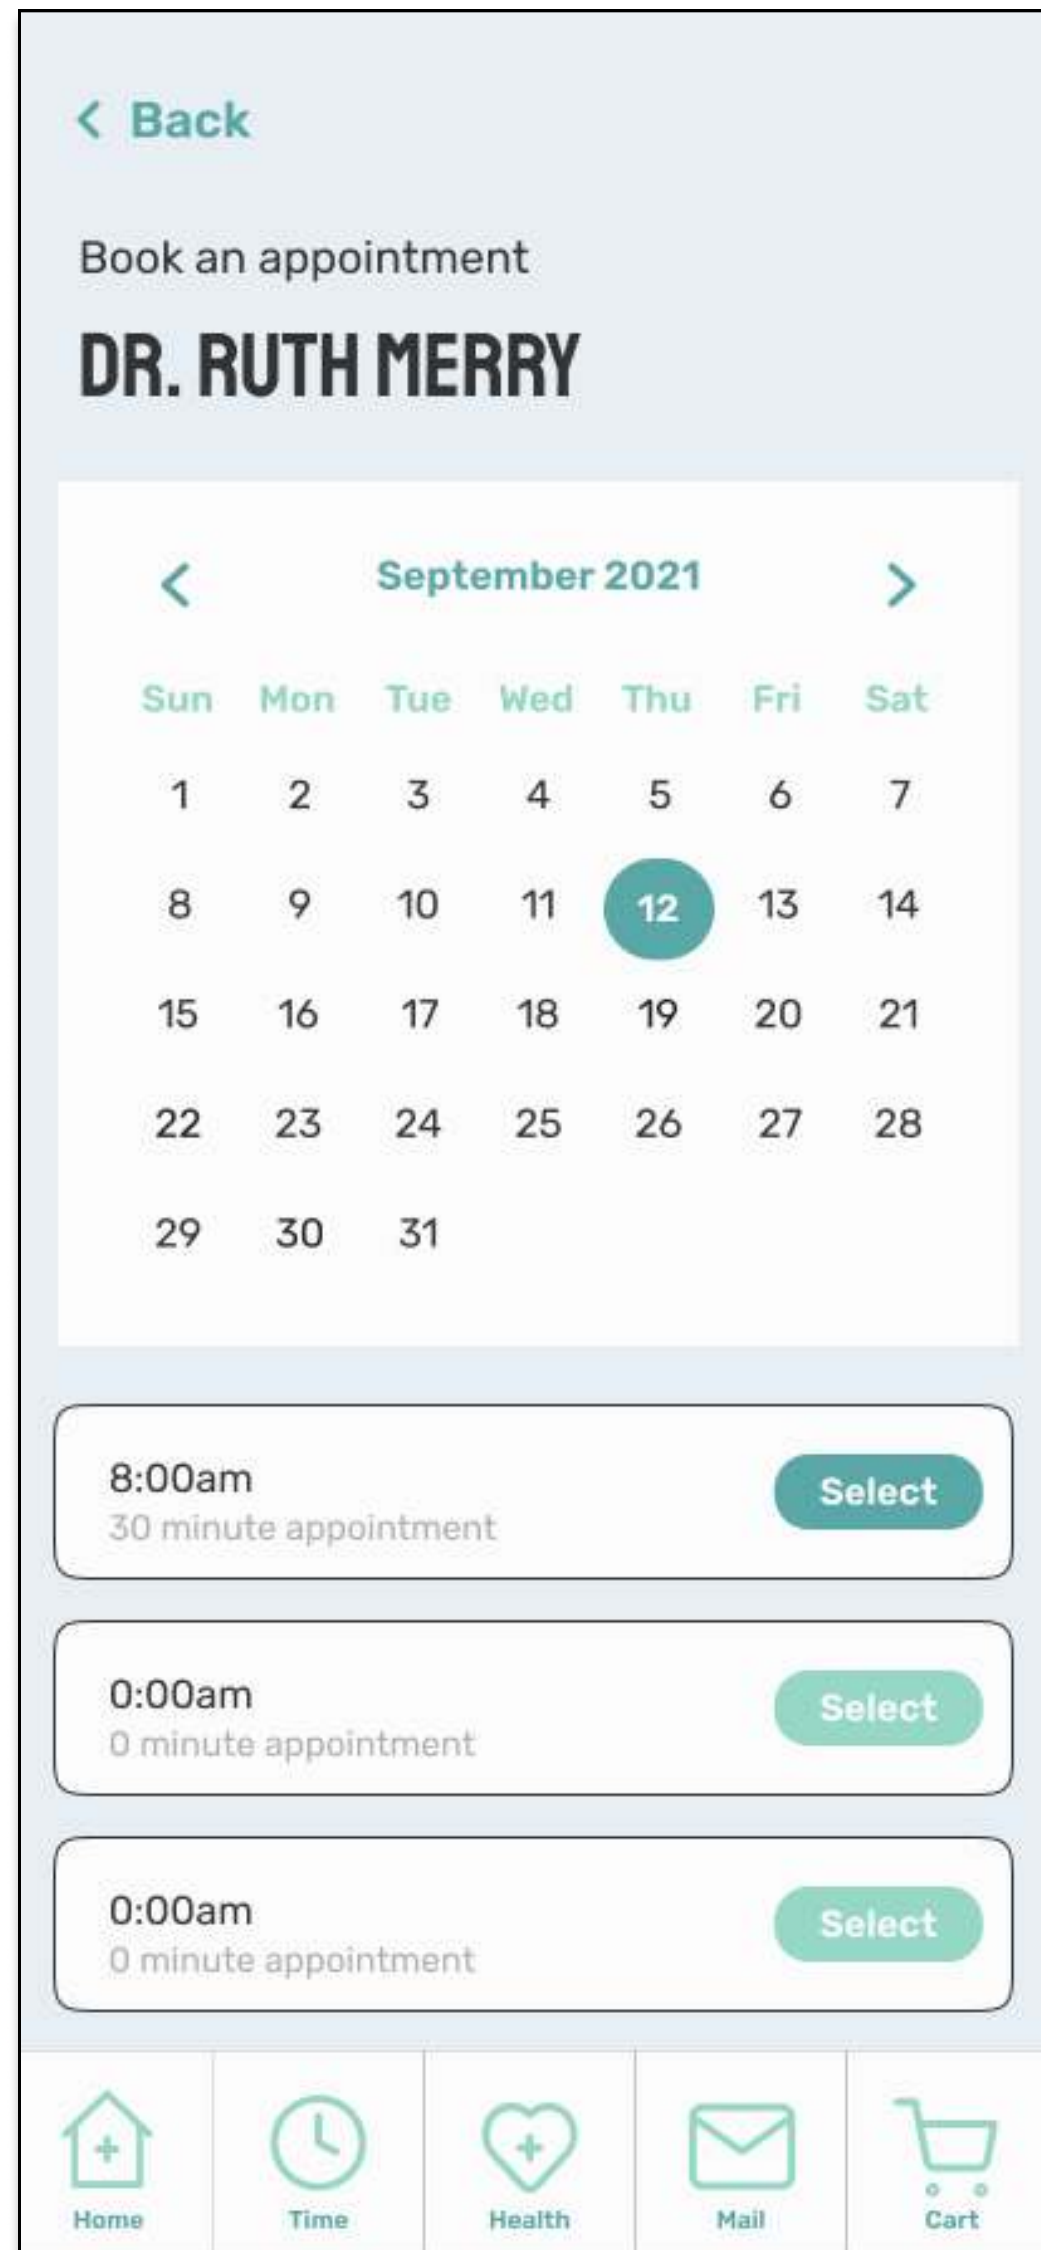 Back
Book an appointment
DR. RUTH MERRY
September 2021
Sun Mon Tue Wed Thu Fri Sat
1 2 3 4 5 6 7
8 9 10 11 12 13 14
15 16 17 18 19 20 21
22 23 24 25 26 27 28
29 30 31
8:00am
30 minute appointment
Select
0:00am
0 minute appointment
Select
0:00am
0 minute appointment
Select
Home Time Health Mail Cart